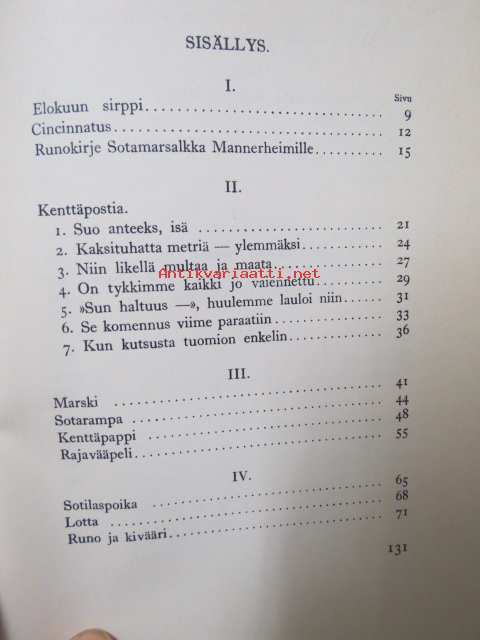 SISÄLLYS.
I.
Sivu
Elokuun sirppi.............................. 9
Cincinnatus.................................. 12
Runokirje Sotamarsalkka Mannerheimille......... 15
II.
Kenttäpostia.
1. Suo anteeks, isä ......................... 21
2. Kaksituhatta metriä — ylemmäksi ........... 24
3. Niin likellä multaa ja maata............... 27
Antikvariaatti.net
4. On tykkimme kaikki jo vaiennettu........... 29
5. »Sun haltuus —», huulemme lauloi niin...... 31
6. Se komennus viime paraatiin ............... 33
7. Kun kutsusta tuomion enkelin............... 36
III.
Marski ..................................... 41
Sotarampa .................................. 44
Kenttäpappi ................................ 48
Rajavääpeli................................. 55
IV.
Sotilaspoika ............................... 65
Lotta ...................................... 68
Runo ja kivääri............................. 71
131